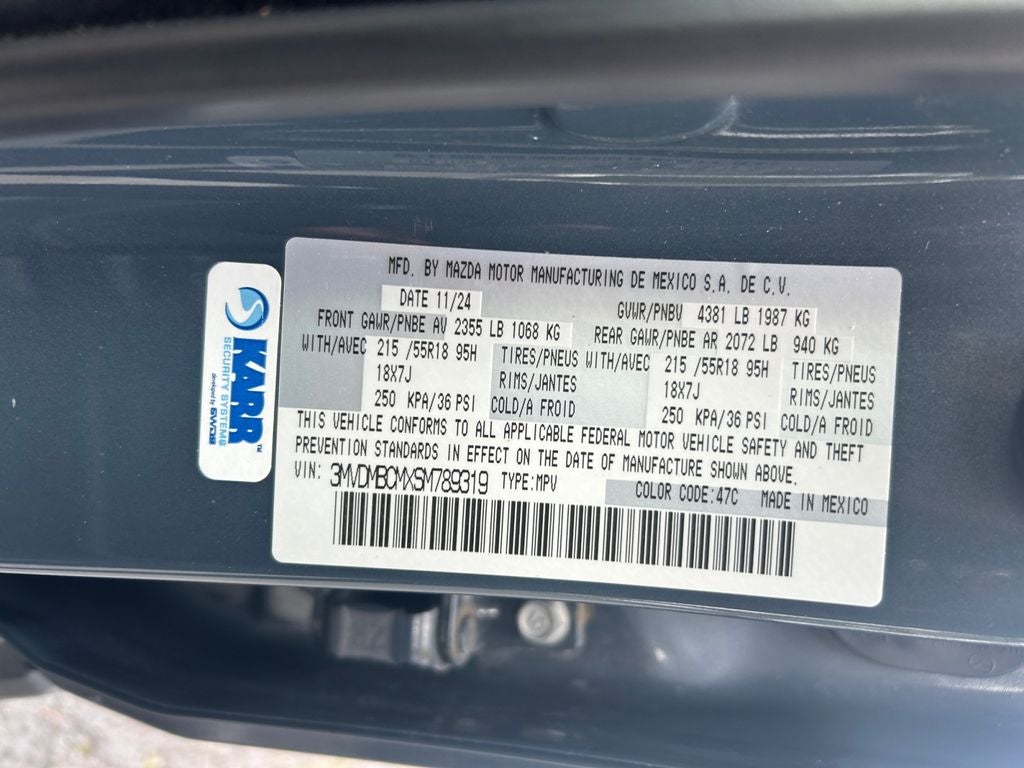 MFD. BY MAZDA MOTOR MANUFACTURING DE MEXICO S.A. DE C.V.
DATE 11/24 GVWR/PNBV 4381 LB 1987 KG
FRONT GAWR/PNBE AV 2355 LB 1068 KG REAR GAWR/PNBE AR 2072 LB 940 KG
WITH/AVEC 215 /55R18 95H TIRES/PNEUS WITH/AVEC 215 /55R18 95H TIRES/PNEUS
18X7J RIMS/JANTES 18X7J RIMS/JANTES
250 KPA/36 PSI COLD/A FROID 250 KPA/36 PSI COLD/A FROID
THIS VEHICLE CONFORMS TO ALL APPLICABLE FEDERAL MOTOR VEHICLE SAFETY AND THEFT
PREVENTION STANDARDS IN EFFECT ON THE DATE OF MANUFACTURE SHOWN ABOVE.
VIN: 3MVDMBCMXSM789319 TYPE:MPV COLOR CODE:47C MADE IN MEXICO
KARR™
SECURITY SYSTEMS
developed by SWDS